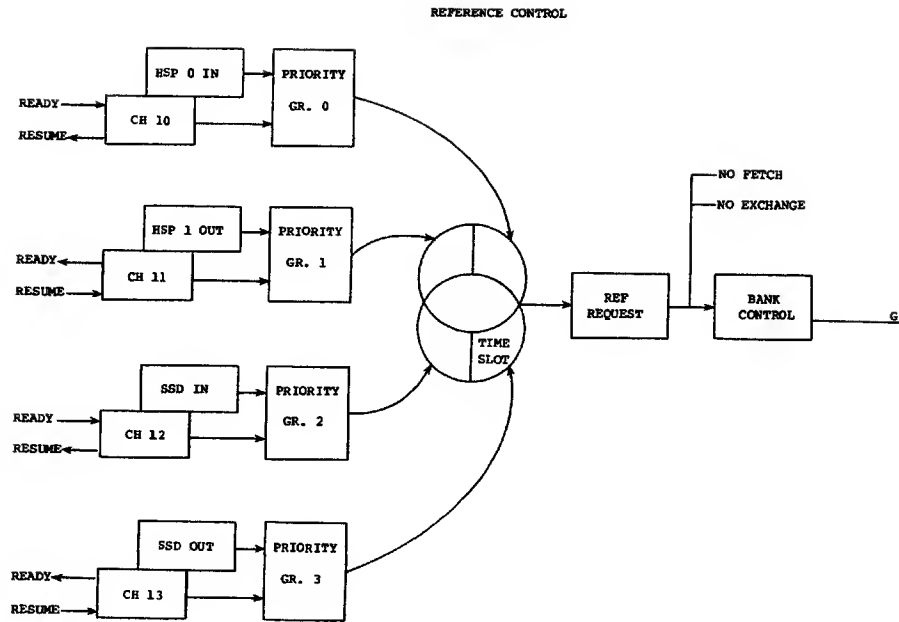 REFERENCE CONTROL
HSP 0 IN
PRIORITY
GR. 0
READY
CH 10
RESUME
NO FETCH
NO EXCHANGE
HSP 1 OUT
PRIORITY
GR. 1
READY
CH 11
RESUME
REF
REQUEST
BANK
CONTROL
G
TIME
SLOT
SSD IN
PRIORITY
GR. 2
READY
CH 12
RESUME
SSD OUT
PRIORITY
GR. 3
READY
CH 13
RESUME